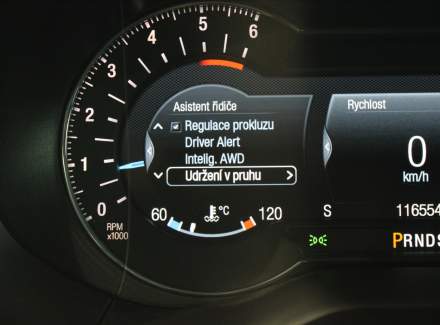 6
5
4
3
2
1
0
RPM
x1000
Asistent řidiče
Regulace prokluzu
Driver Alert
Intelig. AWD
Udržení v pruhu >
60 °C 120
Rychlost
0
km/h
S 116554
PRNDS